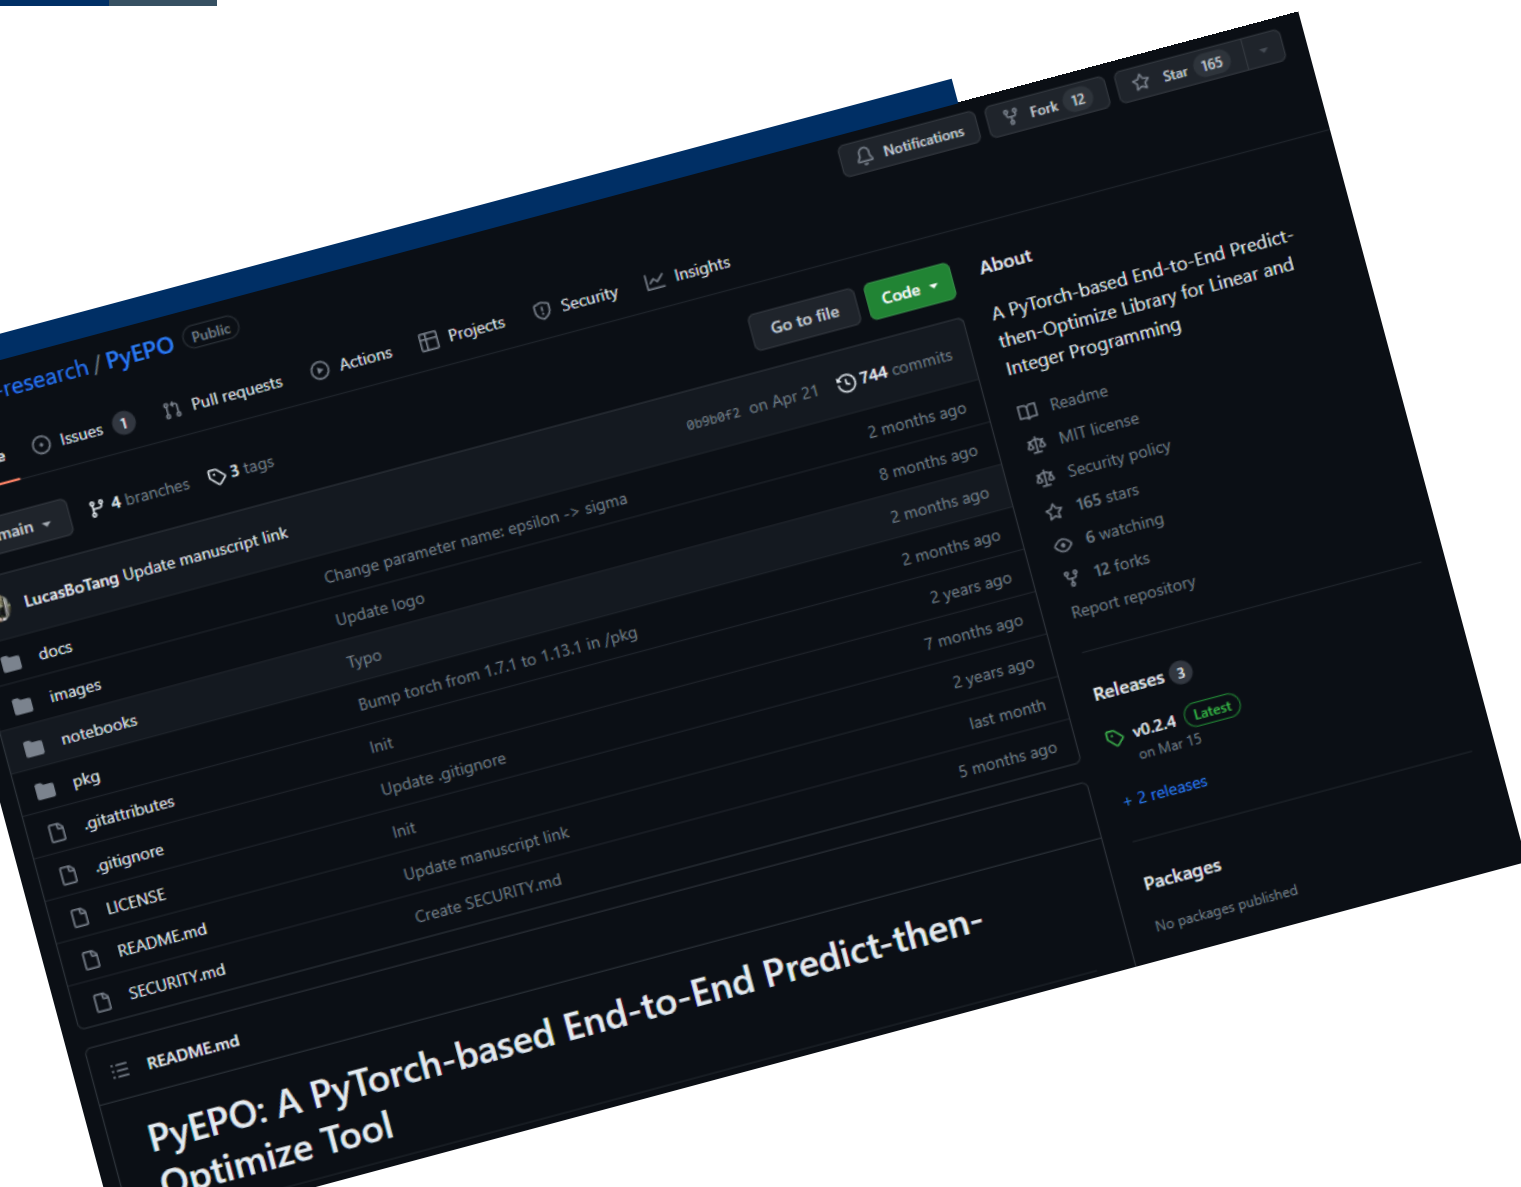 Notifications
Fork 12
Star 165
-research / PyEPO Public
e
Issues 1
Pull requests
Actions
Projects
Security
Insights
main
4 branches
3 tags
Go to file
Code
LucasBoTang Update manuscript link
0b9b0f2 on Apr 21
744 commits
docs Change parameter name: epsilon -> sigma 2 months ago
images Update logo 8 months ago
notebooks Typo 2 months ago
pkg Bump torch from 1.7.1 to 1.13.1 in /pkg 2 months ago
.gitattributes Init 2 years ago
.gitignore Update .gitignore 7 months ago
LICENSE Init 2 years ago
README.md Update manuscript link last month
SECURITY.md Create SECURITY.md 5 months ago
README.md
PyEPO: A PyTorch-based End-to-End Predict-then-
Optimize Tool
About
A PyTorch-based End-to-End Predict-
then-Optimize Library for Linear and
Integer Programming
Readme
MIT license
Security policy
165 stars
6 watching
12 forks
Report repository
Releases 3
v0.2.4 Latest
on Mar 15
+ 2 releases
Packages
No packages published